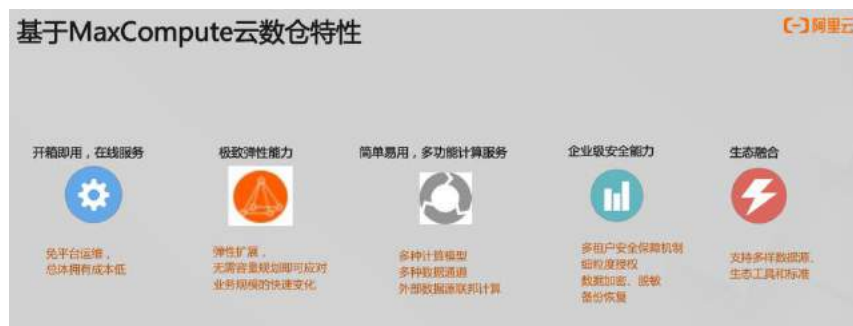 基于MaxCompute云数仓特性
阿里云
开箱即用，在线服务
极致弹性能力
简单易用，多功能计算服务
企业级安全能力
生态融合
免平台运维，
总体拥有成本低
弹性扩展，
无需容量规划即可应对
业务规模的快速变化
多种计算模型
多种数据通道
外部数据源联邦计算
多租户安全保障机制
细粒度授权
数据加密、脱敏
备份恢复
支持多样数据源、
生态工具和标准